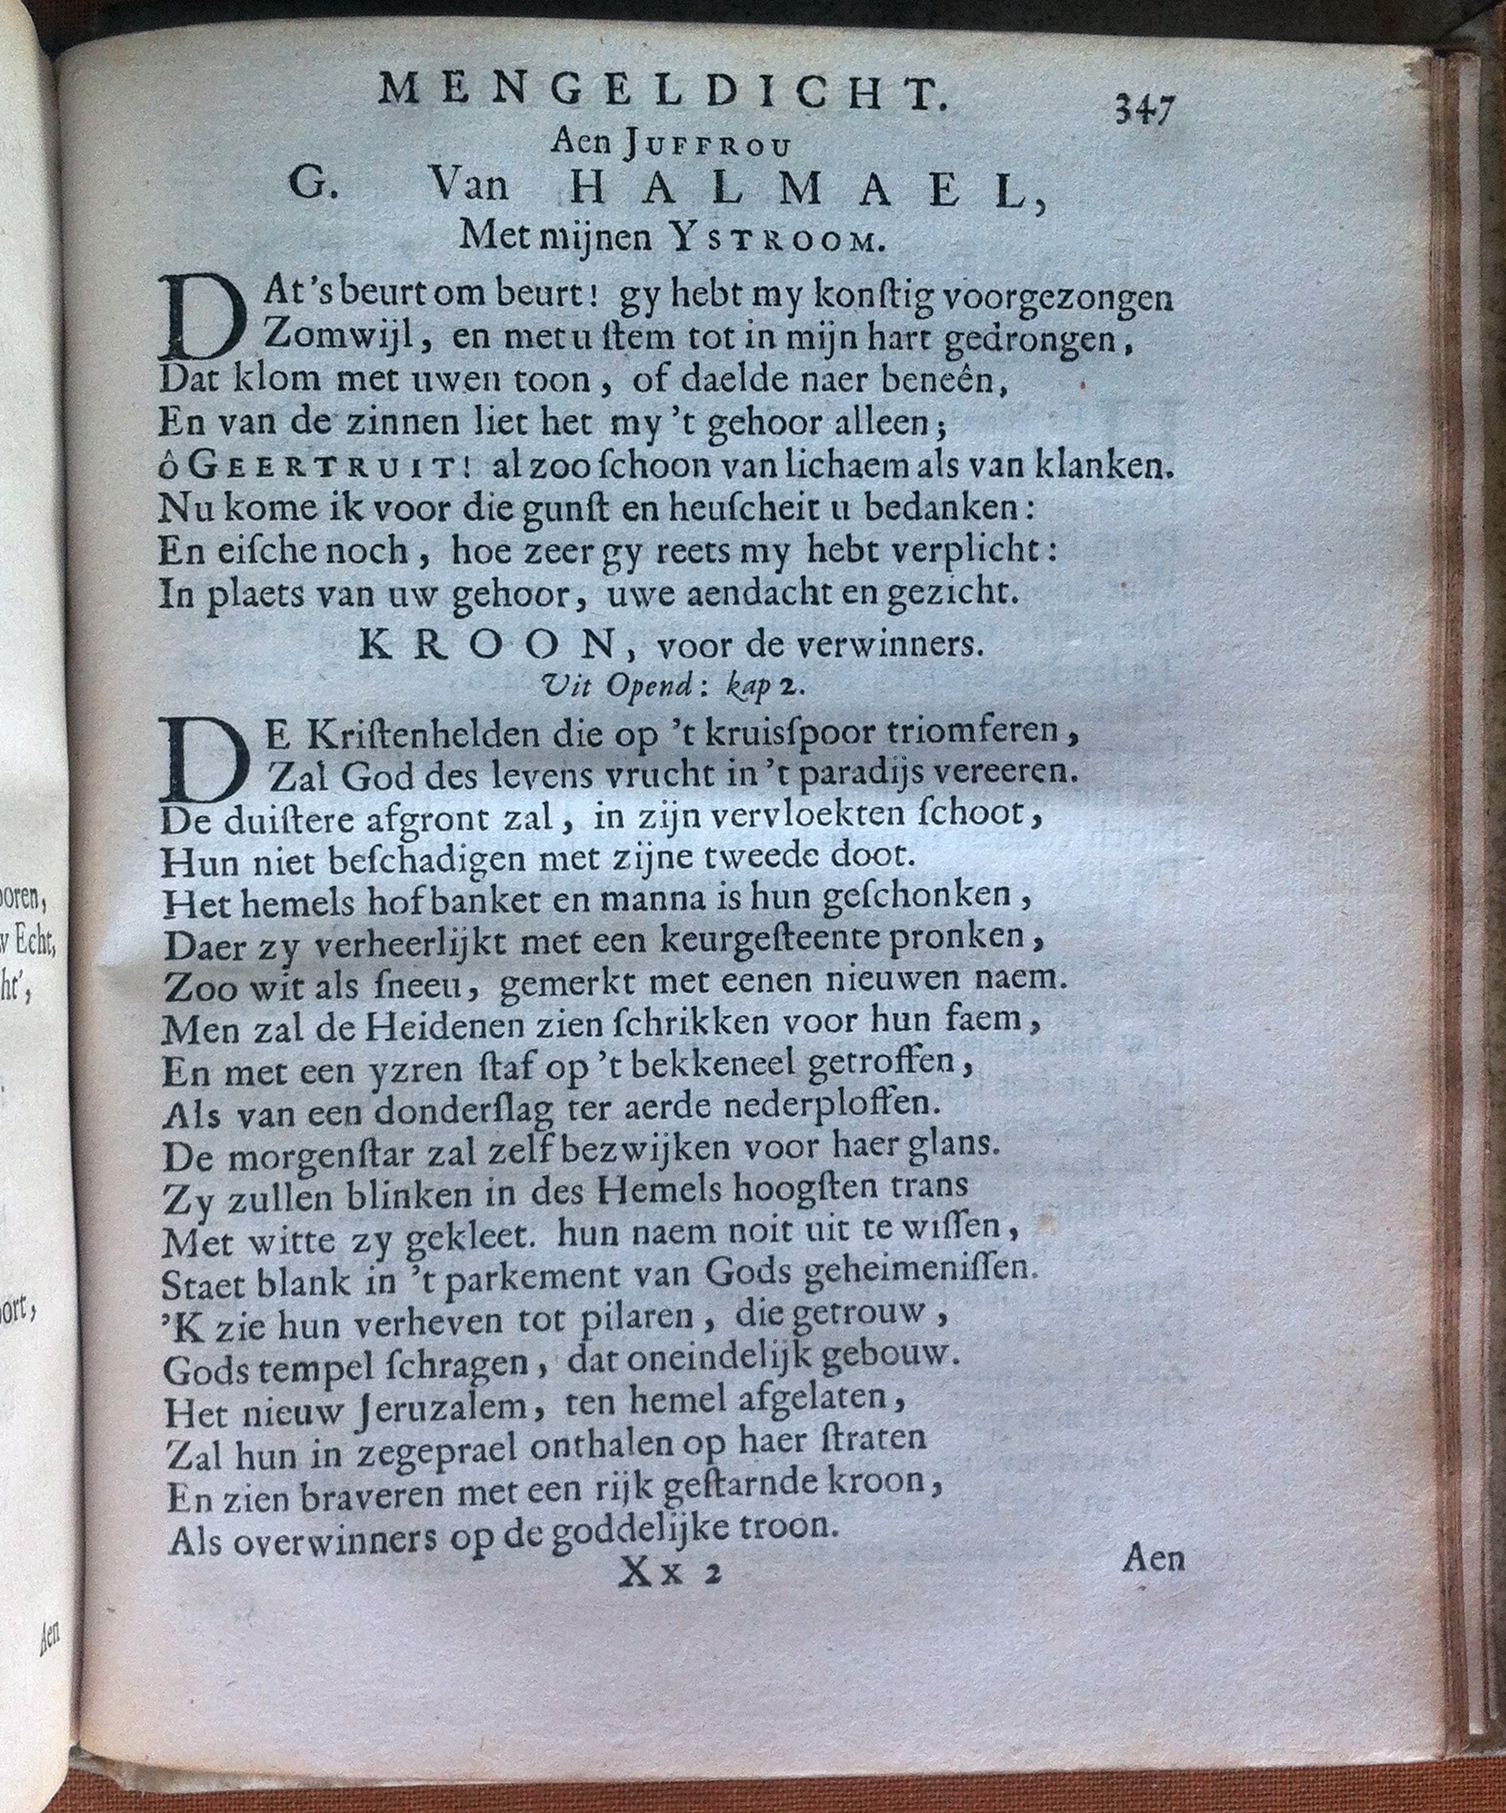 MENGELDICHT. 347
Aen JUFFROU
G. Van HALMAEL,
Met mijnen YSTROOM.
DAt 's beurt om beurt! gy hebt my konſtig voorgezongen
Zomwijl, en met u ſtem tot in mijn hart gedrongen,
Dat klom met uwen toon, of daelde naer beneên,
En van de zinnen liet het my 't gehoor alleen;
ô GEERTRUIT! al zoo ſchoon van lichaem als van klanken.
Nu kome ik voor die gunſt en heuſcheit u bedanken:
En eiſche noch, hoe zeer gy reets my hebt verplicht:
In plaets van uw gehoor, uwe aendacht en gezicht.
KROON, voor de verwinners.
Uit Opend: kap 2.
DE Kriſtenhelden die op 't kruisſpoor triomferen,
Zal God des levens vrucht in 't paradijs vereeren.
De duiſtere afgront zal, in zijn vervloekten ſchoot,
Hun niet beſchadigen met zijne tweede doot.
Het hemels hofbanket en manna is hun geſchonken,
Daer zy verheerlijkt met een keurgeſteente pronken,
Zoo wit als ſneeu, gemerkt met eenen nieuwen naem.
Men zal de Heidenen zien ſchrikken voor hun faem,
En met een yzren ſtaf op 't bekkeneel getroffen,
Als van een donderſlag ter aerde nederploffen.
De morgenſtar zal zelf bezwijken voor haer glans.
Zy zullen blinken in des Hemels hoogſten trans
Met witte zy gekleet. hun naem noit uit te wiſſen,
Staet blank in 't parkement van Gods geheimeniſſen.
'K zie hun verheven tot pilaren, die getrouw,
Gods tempel ſchragen, dat oneindelijk gebouw.
Het nieuw Jeruzalem, ten hemel afgelaten,
Zal hun in zegeprael onthalen op haer ſtraten
En zien braveren met een rijk geſtarnde kroon,
Als overwinners op de goddelijke troon.
Xx 2 Aen
oren,
Echt,
ht',
ort,
Aen